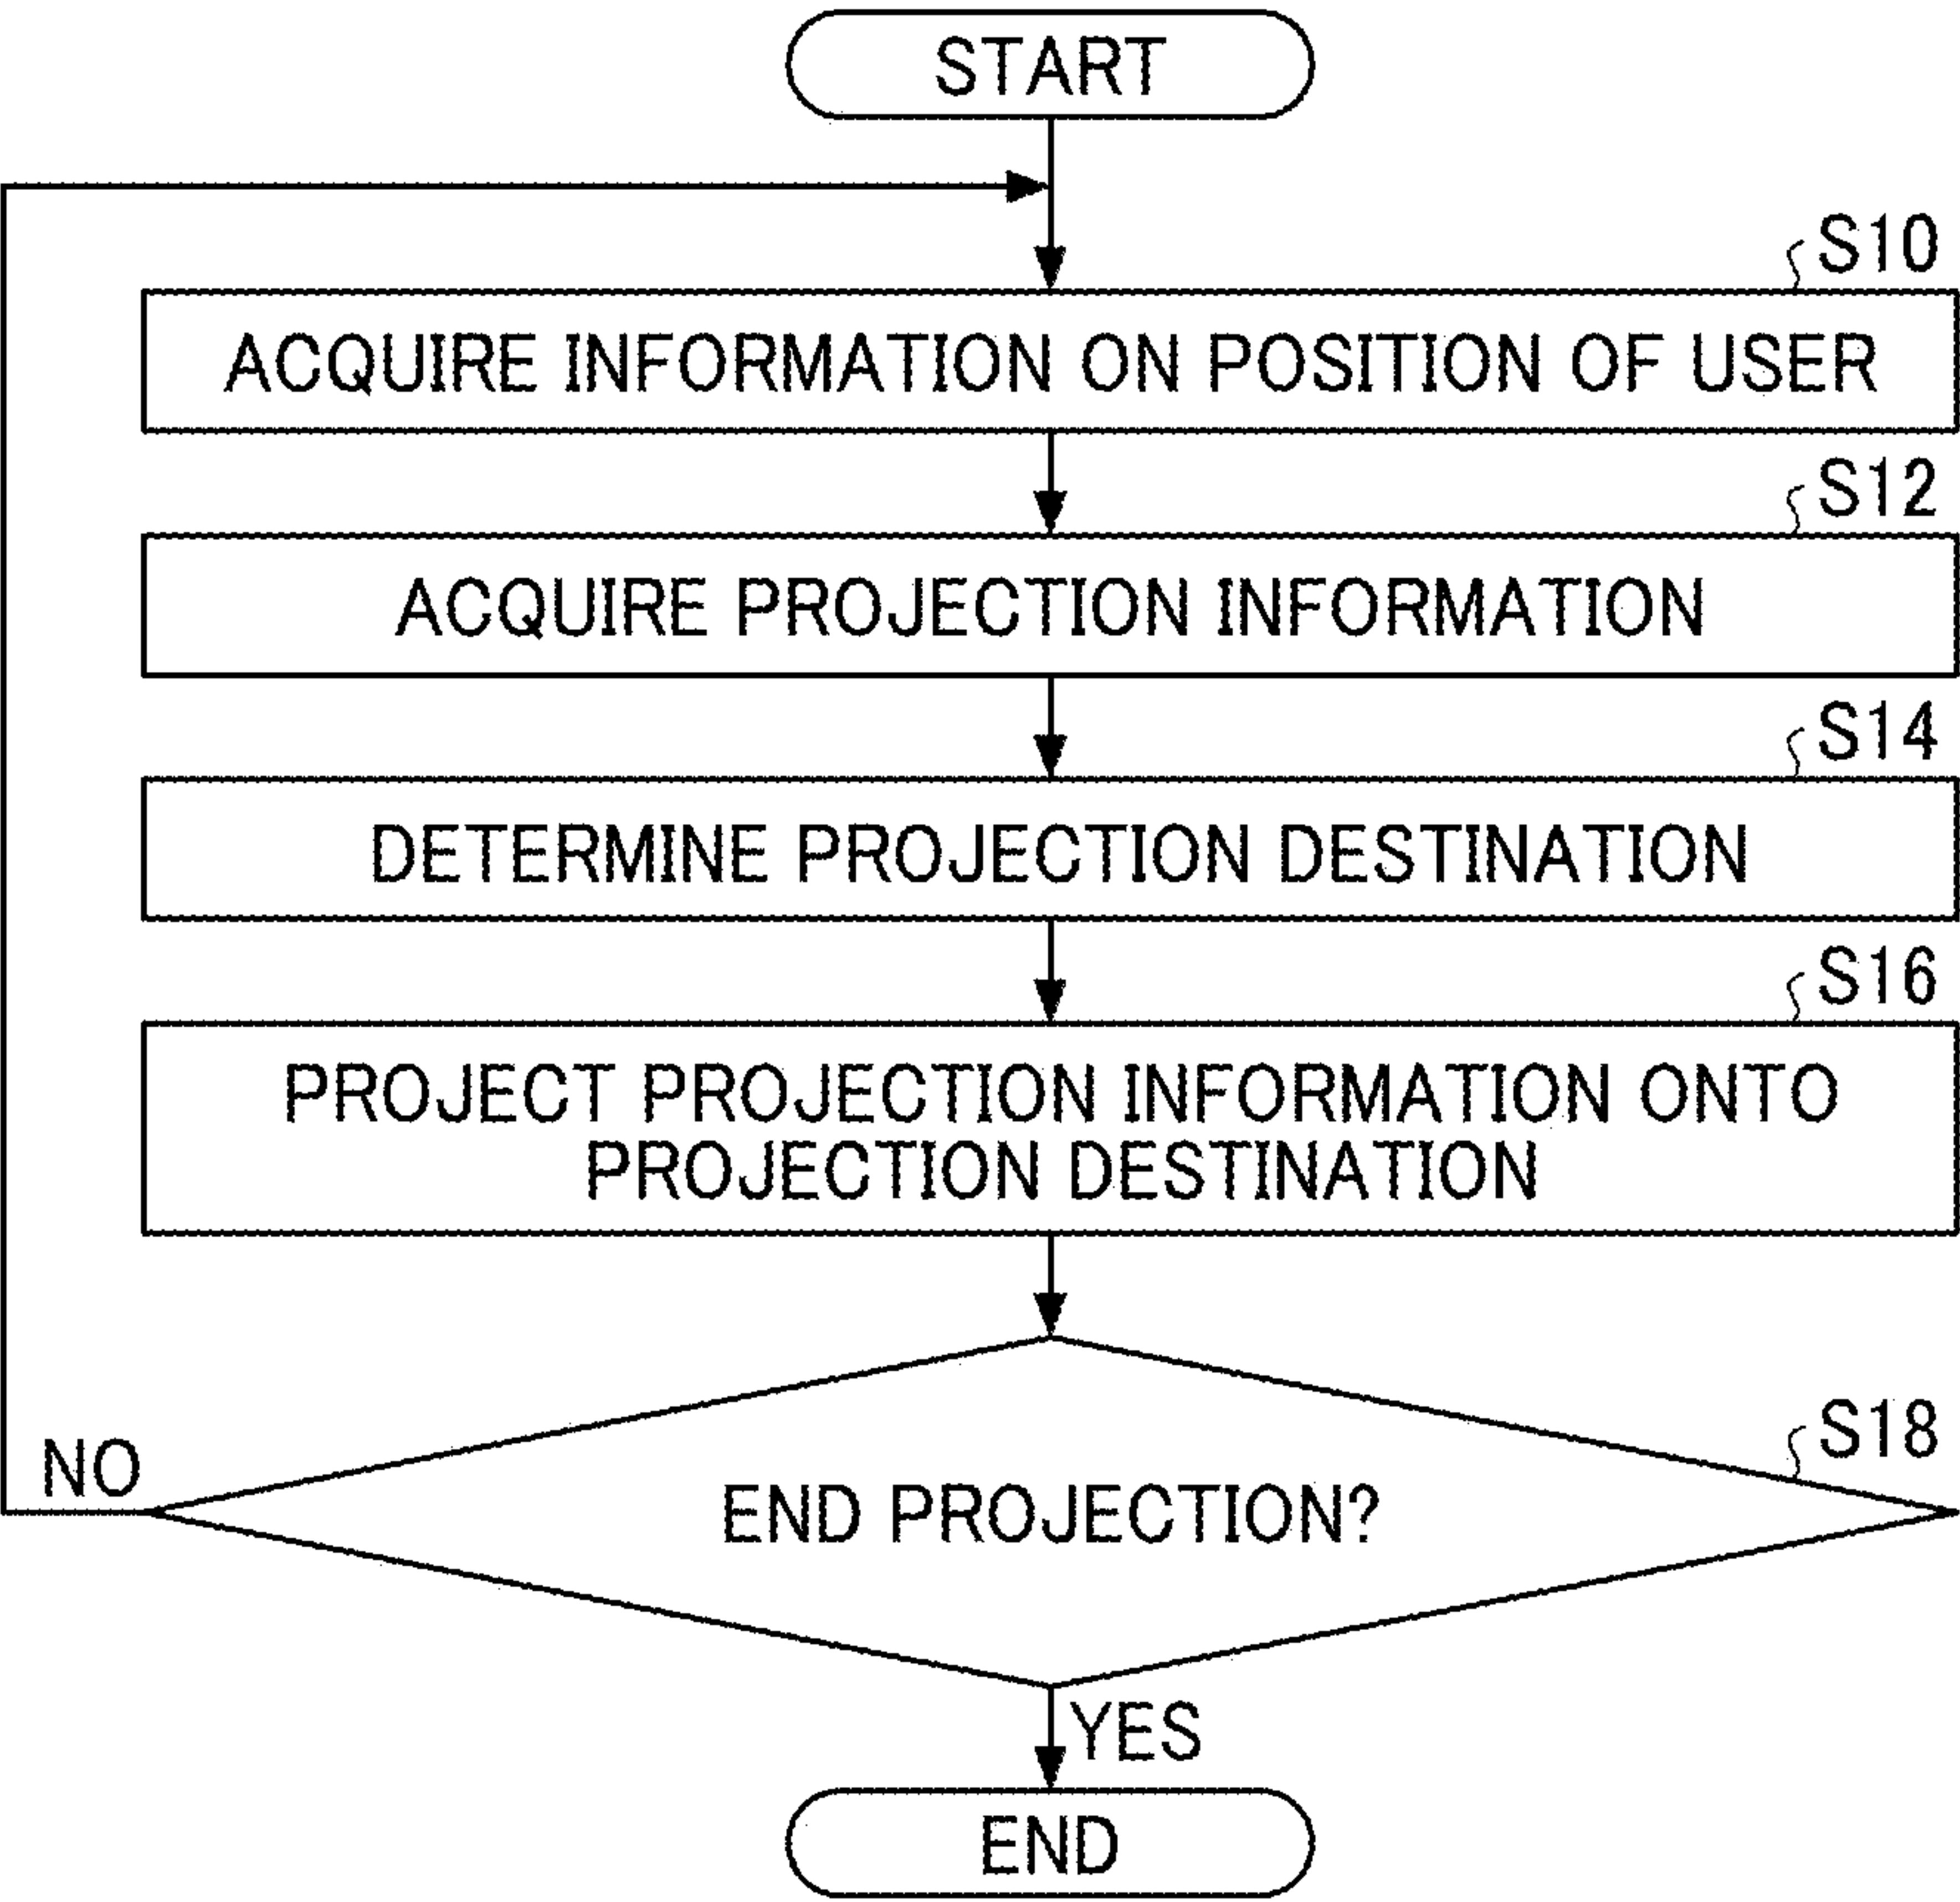 START
S10
ACQUIRE INFORMATION ON POSITION OF USER
S12
ACQUIRE PROJECTION INFORMATION
S14
DETERMINE PROJECTION DESTINATION
S16
PROJECT PROJECTION INFORMATION ONTO
PROJECTION DESTINATION
S18
NO
END PROJECTION?
YES
END